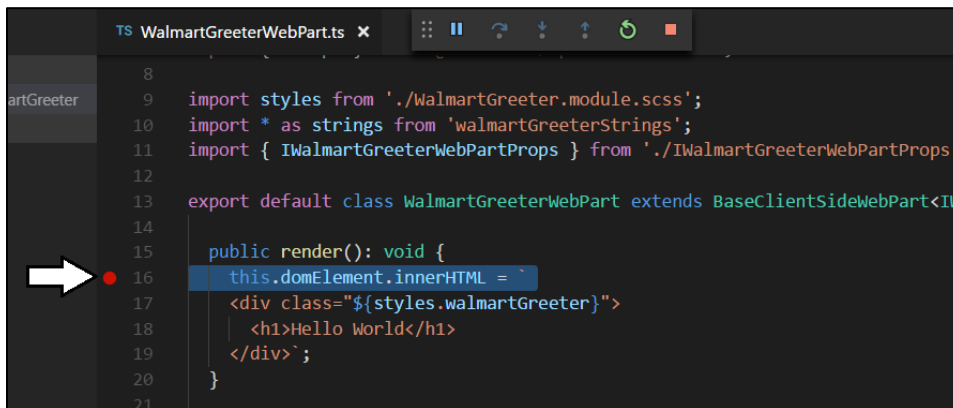 TS WalmartGreeterWebPart.ts ×
8
artGreeter
9 import styles from './WalmartGreeter.module.scss';
10 import * as strings from 'walmartGreeterStrings';
11 import { IWalmartGreeterWebPartProps } from './IWalmartGreeterWebPartProps
12
13 export default class WalmartGreeterWebPart extends BaseClientSideWebPart<IW
14
15 public render(): void {
16 this.domElement.innerHTML = `
17 <div class="${styles.walmartGreeter}">
18 <h1>Hello World</h1>
19 </div>`;
20 }
21